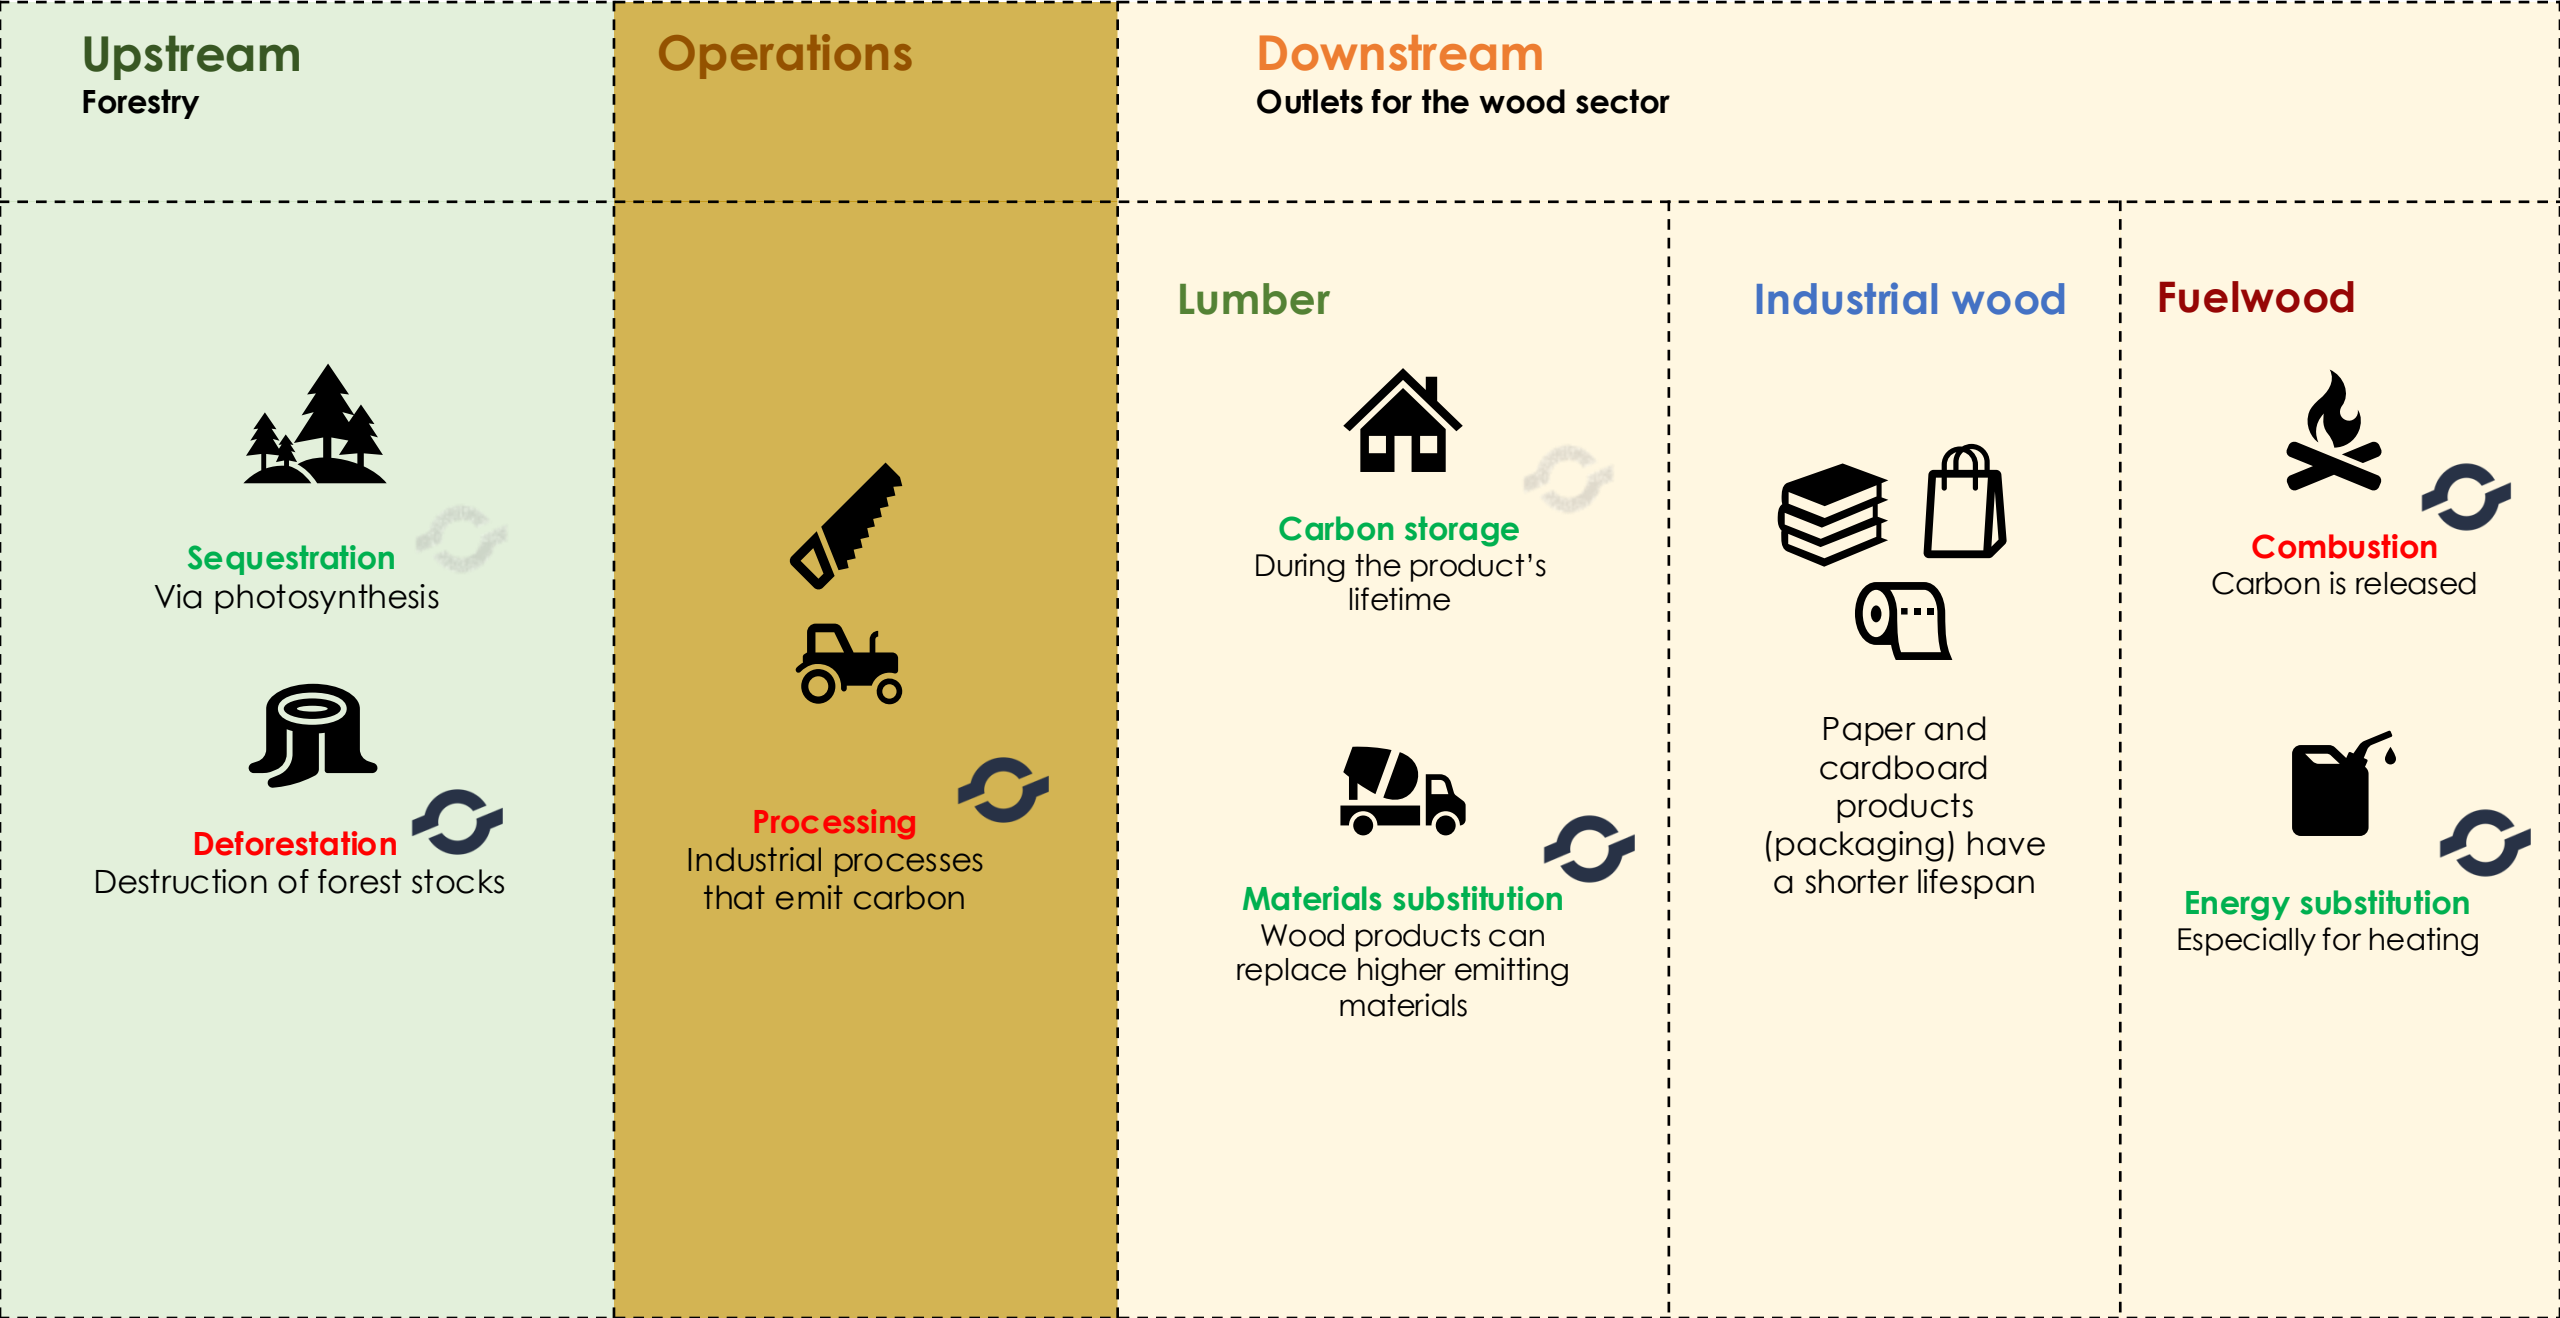 Upstream
Forestry
Operations
Downstream
Outlets for the wood sector
Sequestration
Via photosynthesis
Deforestation
Destruction of forest stocks
Processing
Industrial processes
that emit carbon
Lumber
Carbon storage
During the product's
lifetime
Materials substitution
Wood products can
replace higher emitting
materials
Industrial wood
Paper and
cardboard
products
(packaging) have
a shorter lifespan
Fuelwood
Combustion
Carbon is released
Energy substitution
Especially for heating